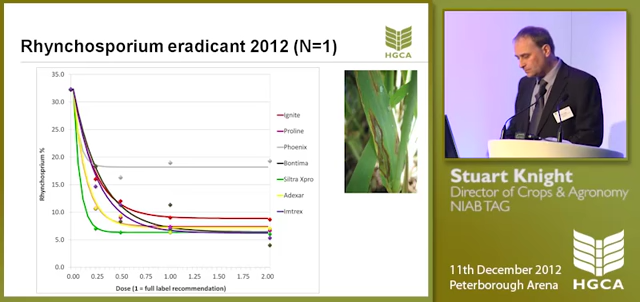 Rhynchosporium eradicant 2012 (N=1)
HGCA
35.0
30.0
25.0
20.0
15.0
10.0
5.0
0.0
Rhynchosporium %
0.00 0.25 0.50 0.75 1.00 1.25 1.50 1.75 2.00
Dose (1 = full label recommendation)
Ignite
Proline
Phoenix
Bontima
Siltra Xpro
Adexar
Imtrex
Stuart Knight
Director of Crops & Agronomy
NIAB TAG
11th December 2012
Peterborough Arena
HGCA